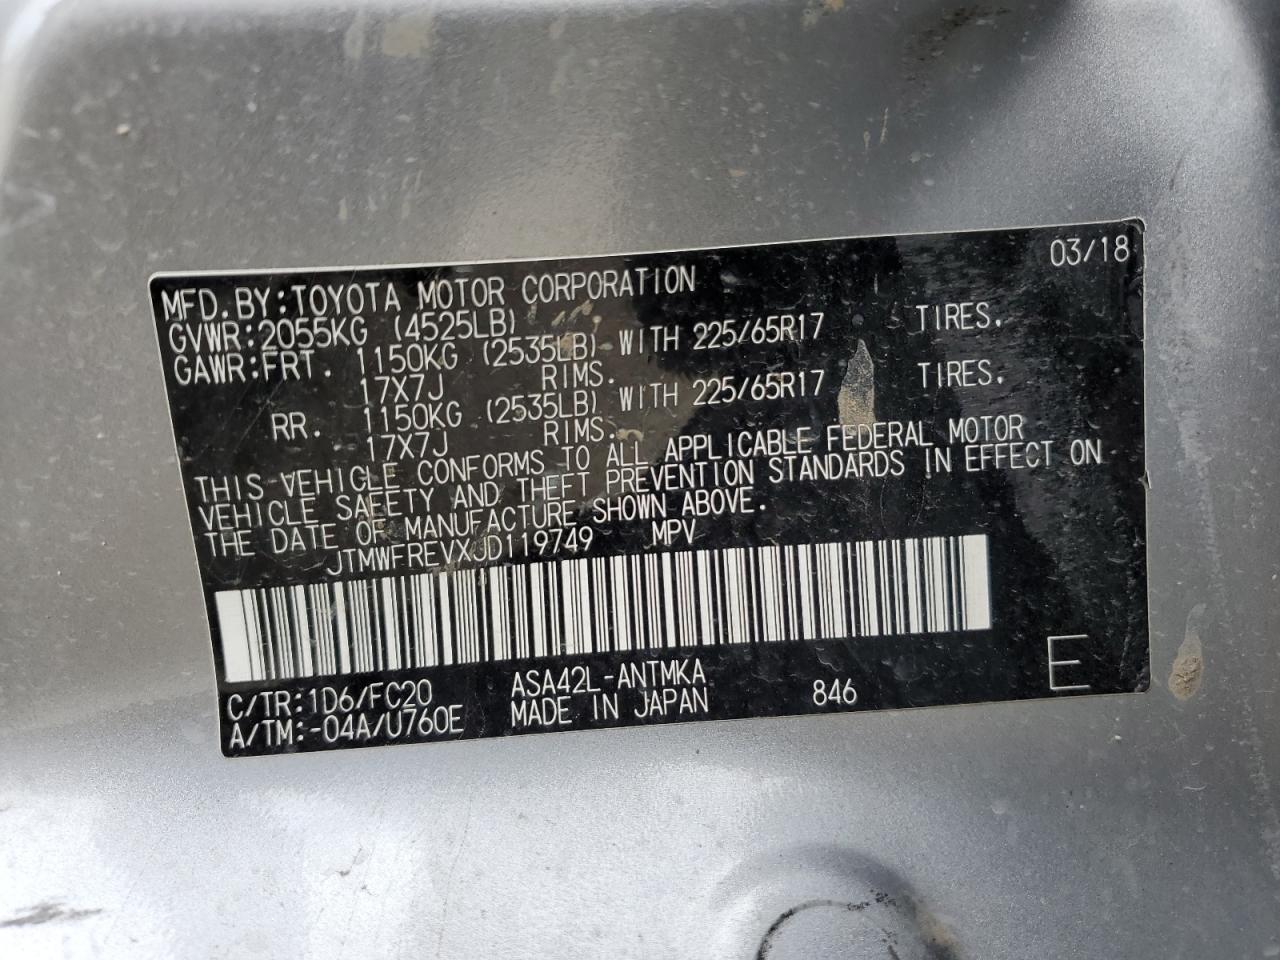 03/18
MFD.BY:TOYOTA MOTOR CORPORATION
GVWR:2055KG (4525LB)
GAWR:FRT. 1150KG (2535LB) WITH 225/65R17 TIRES.
17X7J RIMS.
RR. 1150KG (2535LB) WITH 225/65R17 TIRES.
17X7J RIMS.
THIS VEHICLE CONFORMS TO ALL APPLICABLE FEDERAL MOTOR
VEHICLE SAFETY AND THEFT PREVENTION STANDARDS IN EFFECT ON
THE DATE OF MANUFACTURE SHOWN ABOVE.
JTMWFREVXJD119749 MPV
C/TR:1D6/FC20 ASA42L-ANTMKA
A/TM:-04A/U760E MADE IN JAPAN 846 E